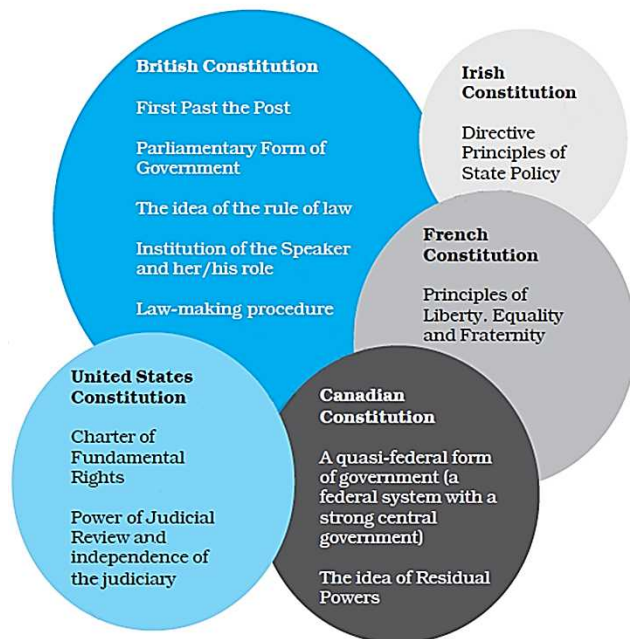 British Constitution
First Past the Post
Parliamentary Form of
Government
The idea of the rule of law
Institution of the Speaker
and her/his role
Law-making procedure
Irish
Constitution
Directive
Principles of
State Policy
French
Constitution
Principles of
Liberty. Equality
and Fraternity
United States
Constitution
Charter of
Fundamental
Rights
Power of Judicial
Review and
independence of
the judiciary
Canadian
Constitution
A quasi-federal form
of government (a
federal system with a
strong central
government)
The idea of Residual
Powers